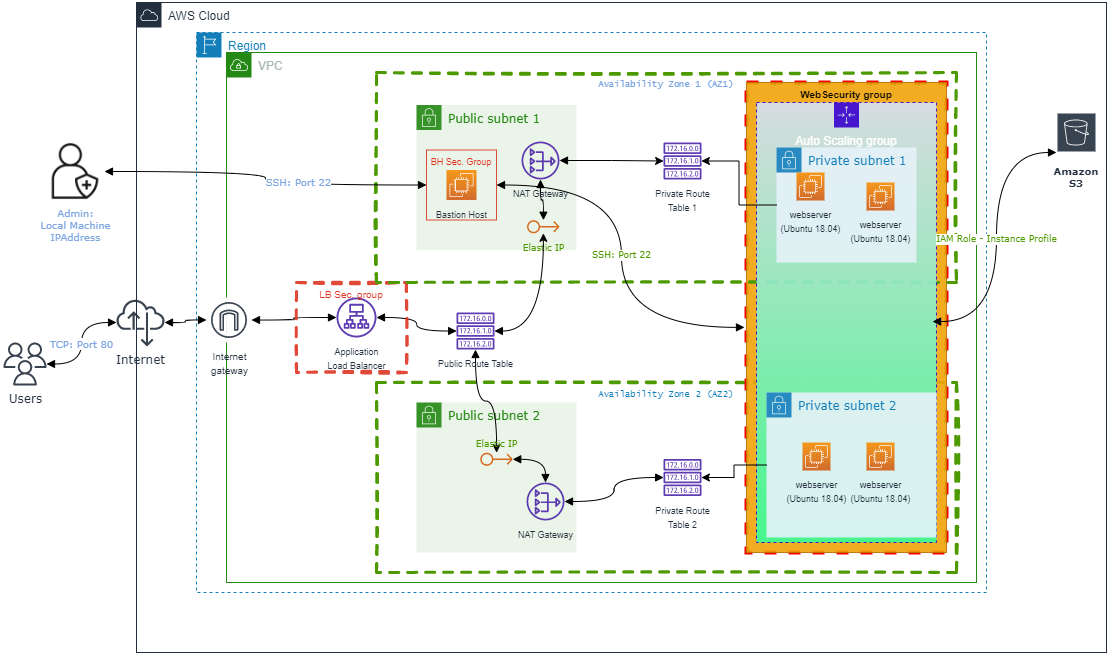 AWS Cloud
Region
VPC
Availability Zone 1 (AZ1)
WebSecurity group
Auto Scaling group
Public subnet 1
BH Sec. Group
Bastion Host
NAT Gateway
Elastic IP
172.16.0.0
172.16.1.0
172.16.2.0
Private Route
Table 1
Private subnet 1
webserver
(Ubuntu 18.04)
webserver
(Ubuntu 18.04)
Amazon
S3
IAM Role - Instance Profile
SSH: Port 22
Admin:
Local Machine
IPAddress
SSH: Port 22
LB Sec. group
Application
Load Balancer
172.16.0.0
172.16.1.0
172.16.2.0
Public Route Table
Internet
gateway
Internet
TCP: Port 80
Users
Availability Zone 2 (AZ2)
Public subnet 2
Elastic IP
NAT Gateway
172.16.0.0
172.16.1.0
172.16.2.0
Private Route
Table 2
Private subnet 2
webserver
(Ubuntu 18.04)
webserver
(Ubuntu 18.04)